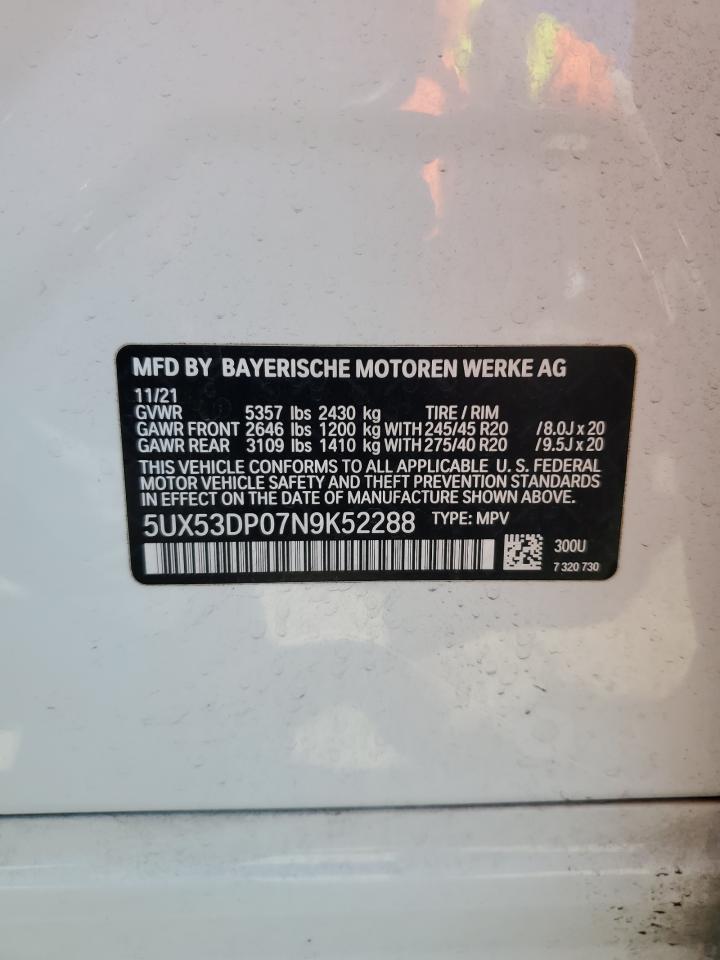 MFD BY BAYERISCHE MOTOREN WERKE AG
11/21
GVWR 5357 lbs 2430 kg TIRE / RIM
GAWR FRONT 2646 lbs 1200 kg WITH 245/45 R20 /8.0J x 20
GAWR REAR 3109 lbs 1410 kg WITH 275/40 R20 /9.5J x 20
THIS VEHICLE CONFORMS TO ALL APPLICABLE U. S. FEDERAL
MOTOR VEHICLE SAFETY AND THEFT PREVENTION STANDARDS
IN EFFECT ON THE DATE OF MANUFACTURE SHOWN ABOVE.
5UX53DP07N9K52288 TYPE: MPV
300U
7 320 730